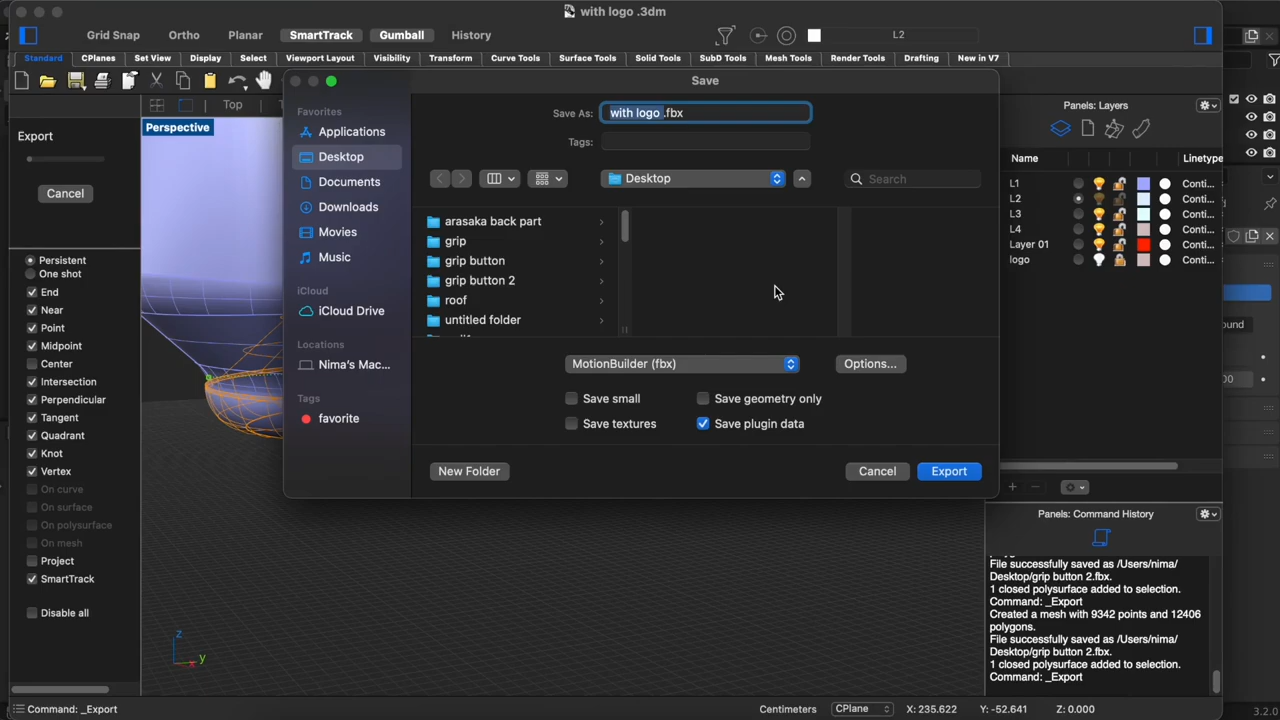 with logo .3dm
Grid Snap Ortho Planar SmartTrack Gumball History L2
Standard CPlanes Set View Display Select Viewport Layout Visibility Transform Curve Tools Surface Tools Solid Tools SubD Tools Mesh Tools Render Tools Drafting New in V7
Top
Save
Perspective
Export
Cancel
Persistent
One shot
End
Near
Point
Midpoint
Center
Intersection
Perpendicular
Tangent
Quadrant
Knot
Vertex
On curve
On surface
On polysurface
On mesh
Project
SmartTrack
Disable all
Favorites
Applications
Desktop
Documents
Downloads
Movies
Music
iCloud
iCloud Drive
Locations
Nima's Mac...
Tags
favorite
Save As: with logo .fbx
Tags:
Desktop
Search
arasaka back part
grip
grip button
grip button 2
roof
untitled folder
MotionBuilder (fbx)
Options...
Save small
Save geometry only
Save textures
Save plugin data
New Folder
Cancel
Export
Panels: Layers
Name Linetype
L1 Conti...
L2 Conti...
L3 Conti...
L4 Conti...
Layer 01 Conti...
logo Conti...
Panels: Command History
File successfully saved as /Users/nima/
Desktop/grip button 2.fbx.
1 closed polysurface added to selection.
Command: _Export
Created a mesh with 9342 points and 12406
polygons.
File successfully saved as /Users/nima/
Desktop/grip button 2.fbx.
1 closed polysurface added to selection.
Command: _Export
z
y
x
Command: _Export
Centimeters CPlane X: 235.622 Y: -52.641 Z: 0.000
3.2.0